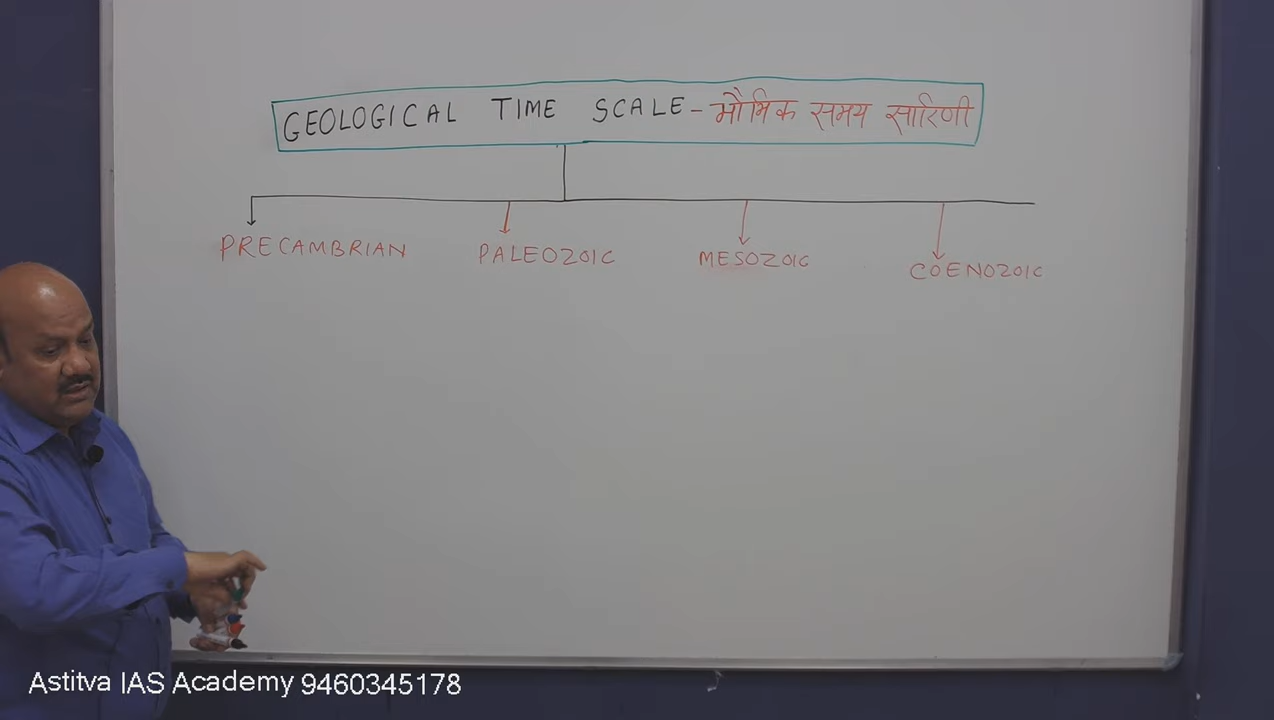 GEOLOGICAL TIME SCALE - भौमिक समय सारिणी
PRECAMBRIAN PALEOZOIC MESOZOIC COENOZOIC
Astitva IAS Academy 9460345178